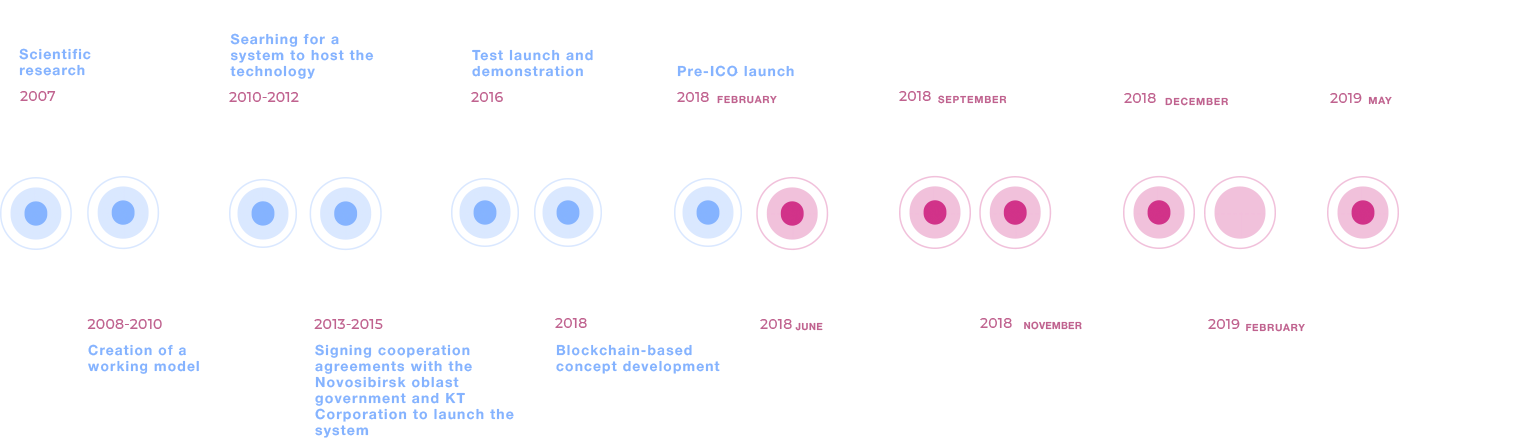 Scientific
research
2007
Searhing for a
system to host the
technology
2010-2012
Test launch and
demonstration
2016
Pre-ICO launch
2018 FEBRUARY
2018 SEPTEMBER
2018 DECEMBER
2019 MAY
2008-2010
Creation of a
working model
2013-2015
Signing cooperation
agreements with the
Novosibirsk oblast
government and KT
Corporation to launch the
system
2018
Blockchain-based
concept development
2018 JUNE
2018 NOVEMBER
2019 FEBRUARY